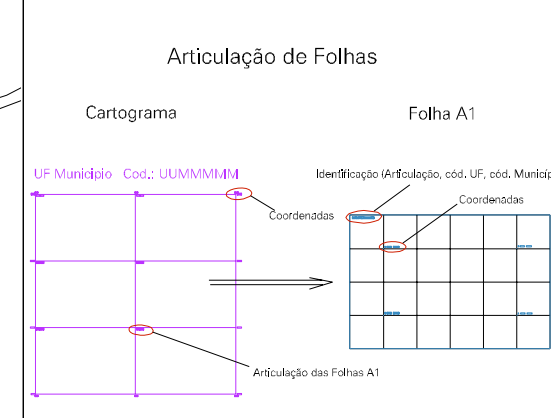 Articulação de Folhas
Cartograma
Folha A1
UF Municipio Cod.: UUMMMMM
Identificação (Articulação, cód. UF, cód. Municíp
Coordenadas
Coordenadas
Articulação das Folhas A1